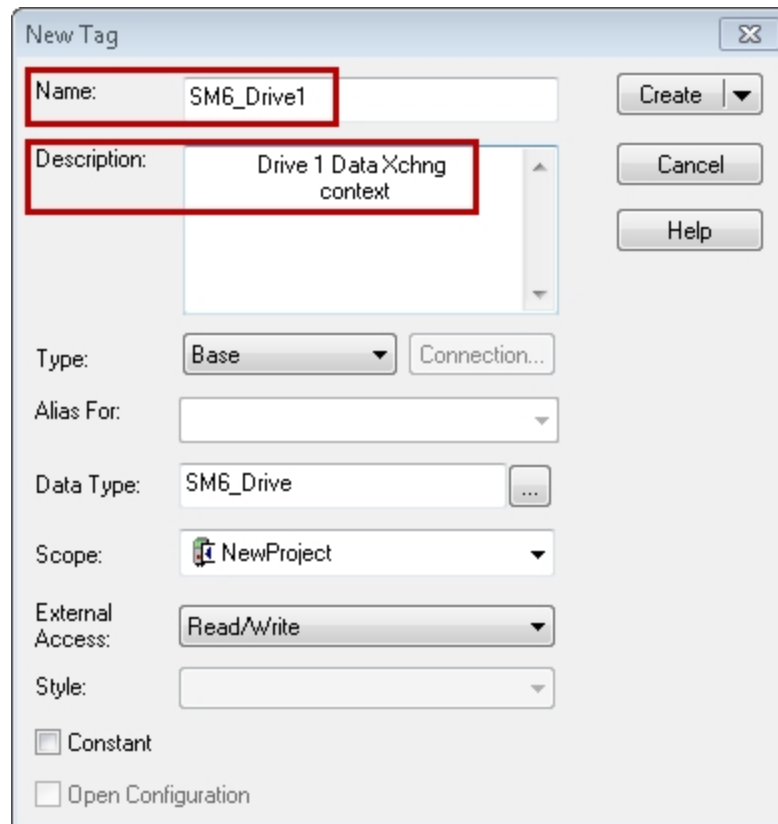 New Tag
Name: SM6_Drive1
Create
Description: Drive 1 Data Xchng
context
Cancel
Help
Type: Base Connection...
Alias For:
Data Type: SM6_Drive ...
Scope: NewProject
External
Access: Read/Write
Style:
Constant
Open Configuration